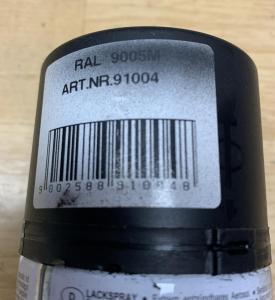 RAL 9005M
ART.NR.91004
9 002588 910048
D LACKSPRAY